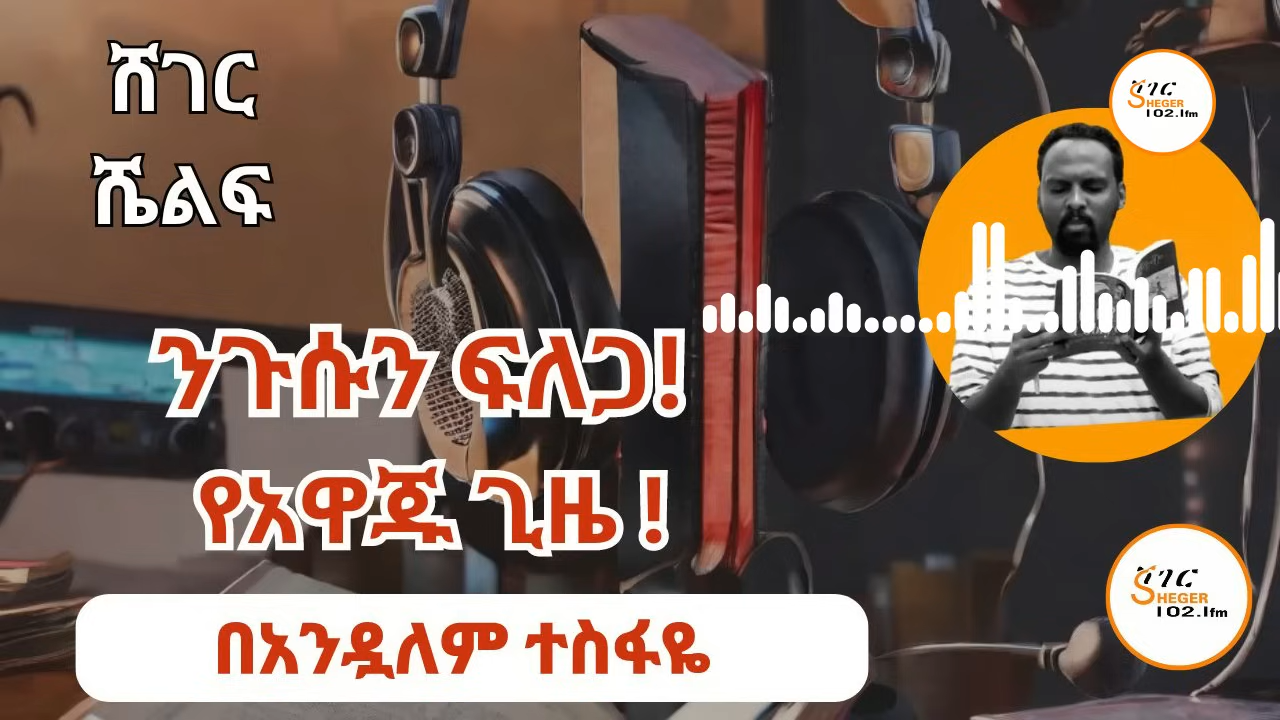 ሸገር
ሼልፍ
ንጉሱን ፍለጋ!
የአዋጁ ጊዜ !
በአንዷለም ተስፋዬ
ሸገር
SHEGER
102.1fm
ሸገር
SHEGER
102.1fm